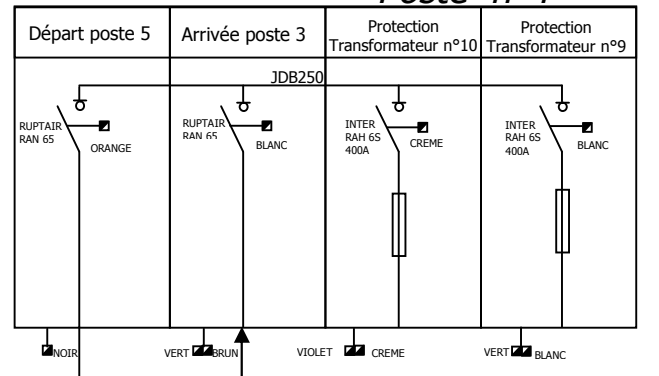 Départ poste 5
Arrivée poste 3
Protection
Transformateur n°10
Protection
Transformateur n°9
JDB250
RUPTAIR
RAN 65
ORANGE
RUPTAIR
RAN 65
BLANC
INTER
RAH 6S
400A
CREME
INTER
RAH 6S
400A
BLANC
NOIR
VERT
BRUN
VIOLET
CREME
VERT
BLANC